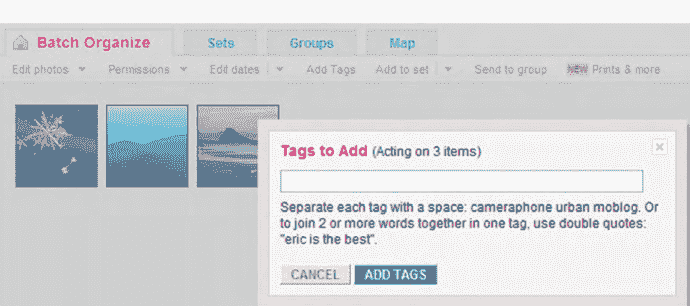 Batch Organize Sets Groups Map
Edit photos Permissions Edit dates Add Tags Add to set Send to group NEW Prints & more
Tags to Add (Acting on 3 items)
Separate each tag with a space: cameraphone urban moblog. Or
to join 2 or more words together in one tag, use double quotes:
"eric is the best".
CANCEL ADD TAGS